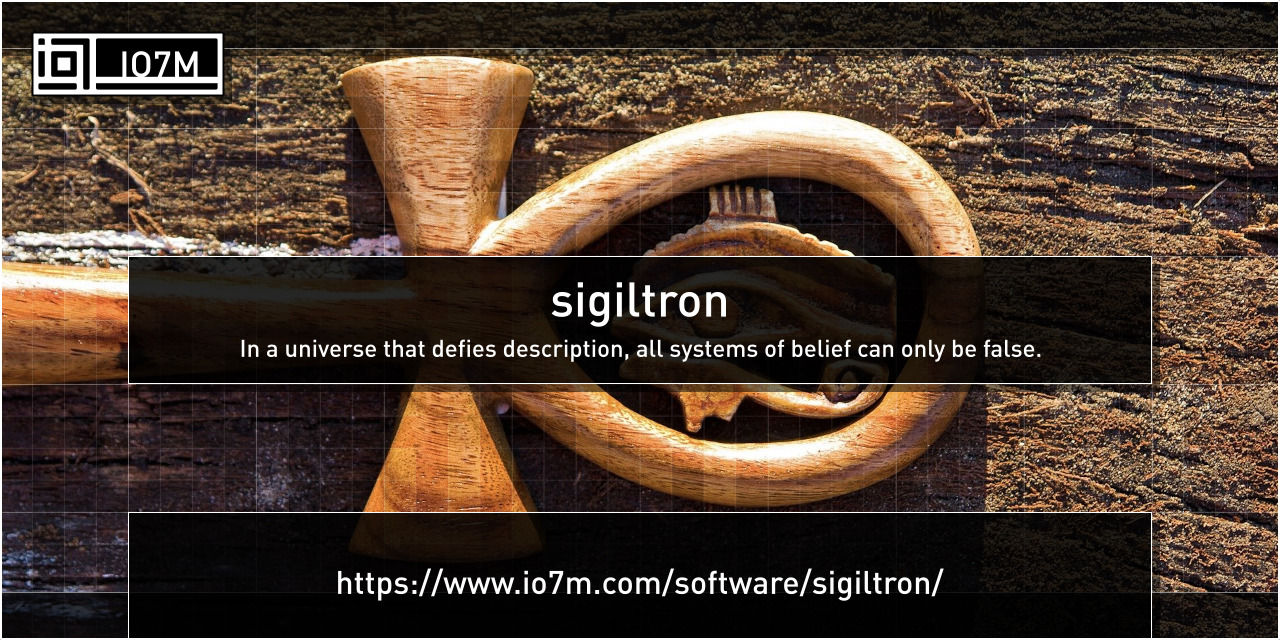 IO7M
sigiltron
In a universe that defies description, all systems of belief can only be false.
https://www.io7m.com/software/sigiltron/